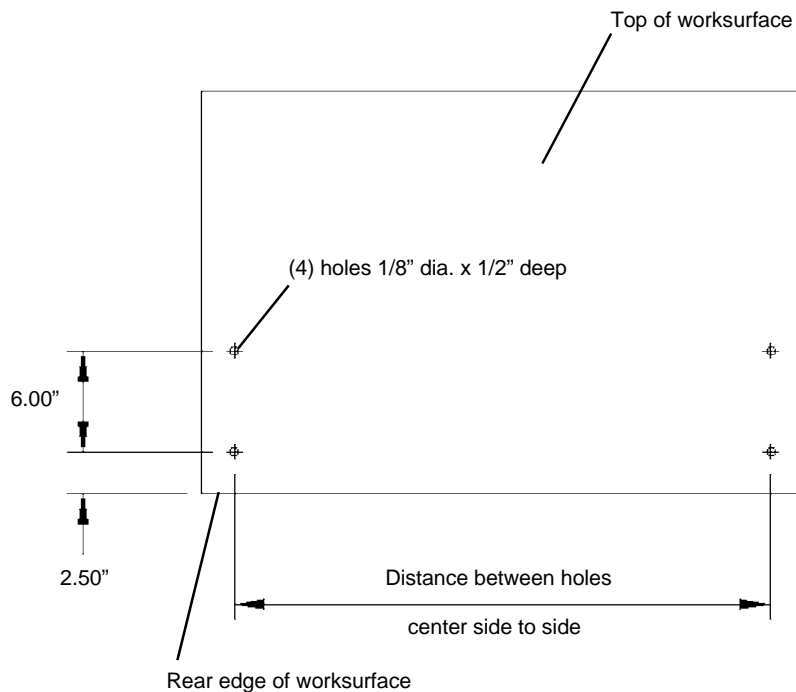 Top of worksurface
(4) holes 1/8” dia. x 1/2” deep
6.00”
2.50”
Distance between holes
center side to side
Rear edge of worksurface